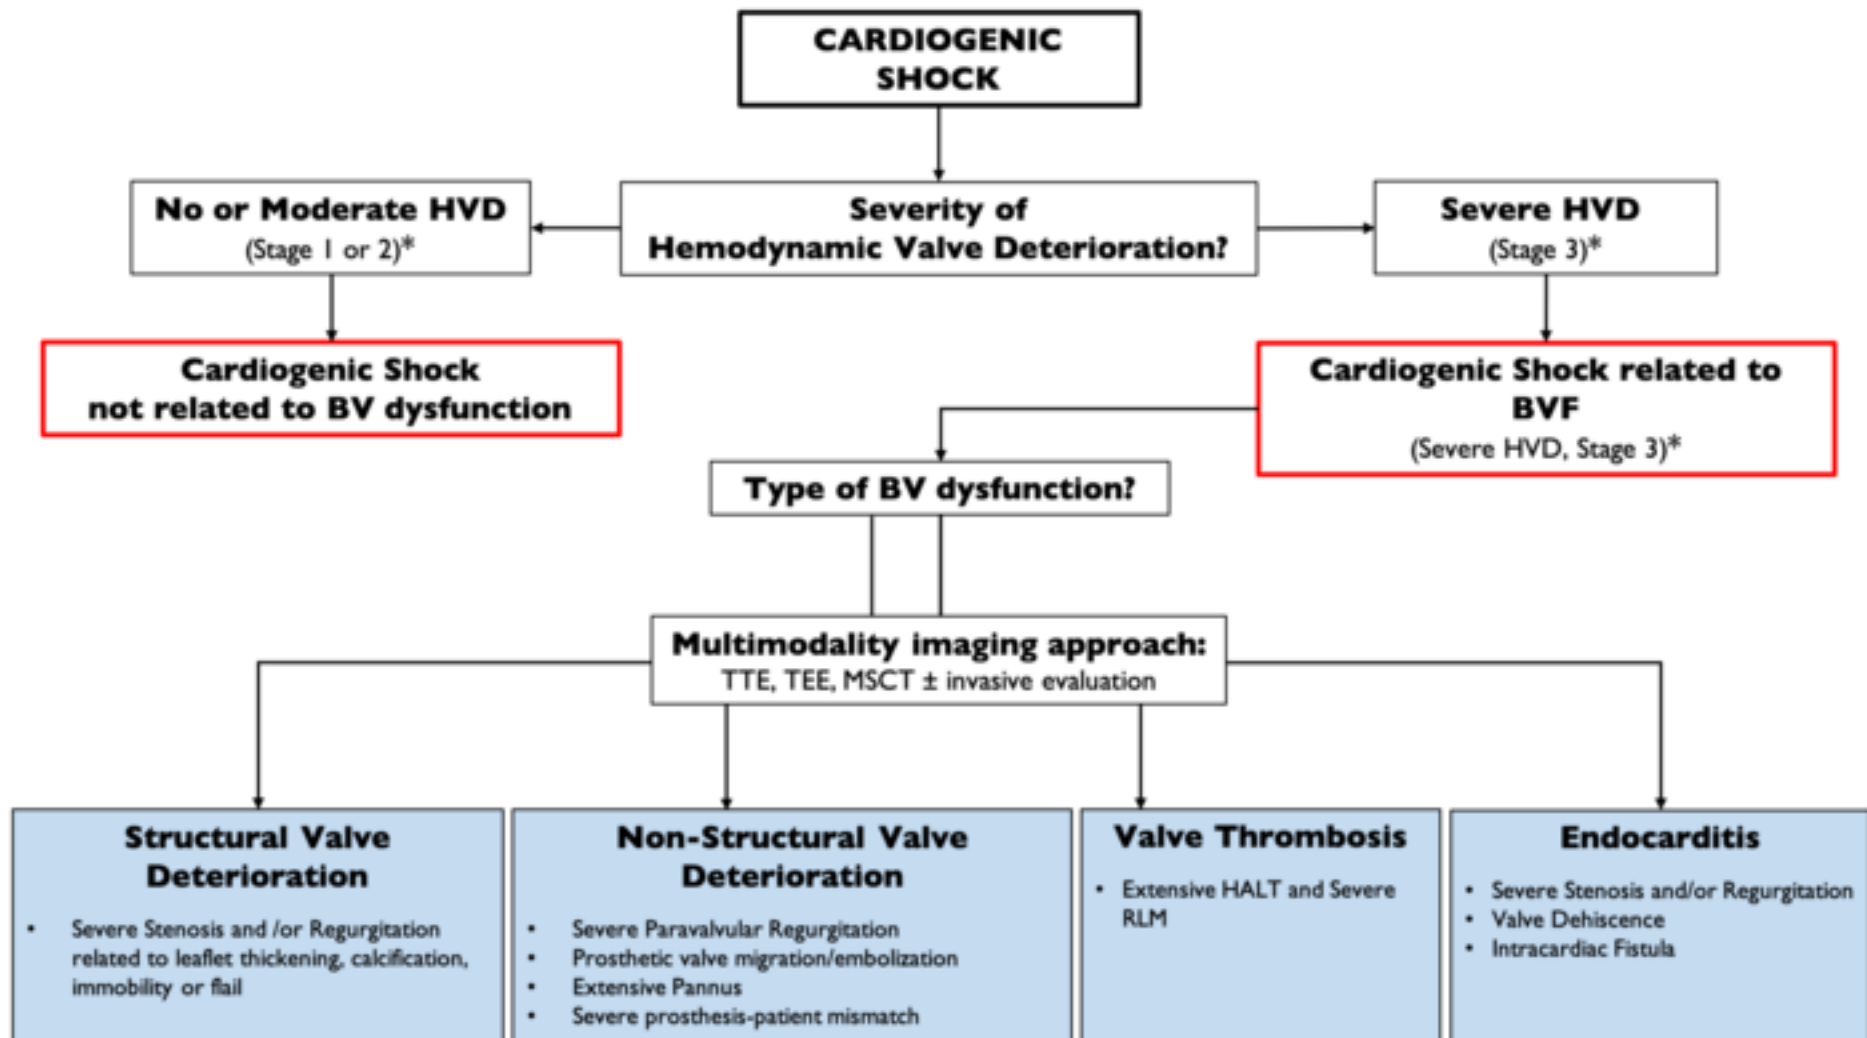 CARDIOGENIC
SHOCK
No or Moderate HVD
(Stage 1 or 2)*
Severity of
Hemodynamic Valve Deterioration?
Severe HVD
(Stage 3)*
Cardiogenic Shock
not related to BV dysfunction
Cardiogenic Shock related to
BVF
(Severe HVD, Stage 3)*
Type of BV dysfunction?
Multimodality imaging approach:
TTE, TEE, MSCT ± invasive evaluation
Structural Valve
Deterioration
• Severe Stenosis and /or Regurgitation
related to leaflet thickening, calcification,
immobility or flail
Non-Structural Valve
Deterioration
• Severe Paravalvular Regurgitation
• Prosthetic valve migration/embolization
• Extensive Pannus
• Severe prosthesis-patient mismatch
Valve Thrombosis
• Extensive HALT and Severe
RLM
Endocarditis
• Severe Stenosis and/or Regurgitation
• Valve Dehiscence
• Intracardiac Fistula